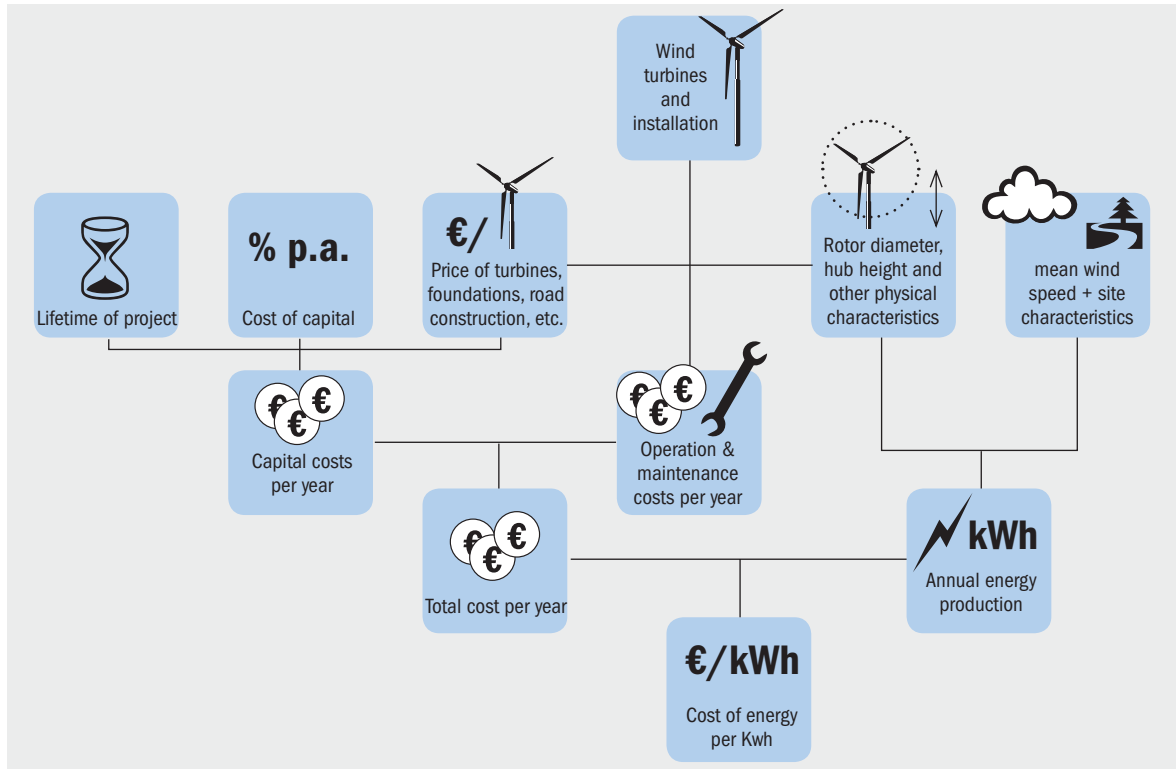 Wind
turbines
and
installation
Lifetime of project
% p.a.
Cost of capital
€/
Price of turbines,
foundations, road
construction, etc.
Rotor diameter,
hub height and
other physical
characteristics
mean wind
speed + site
characteristics
€
€
€
Capital costs
per year
€
€
€
Operation &
maintenance
costs per year
€
€
€
Total cost per year
kWh
Annual energy
production
€/kWh
Cost of energy
per Kwh